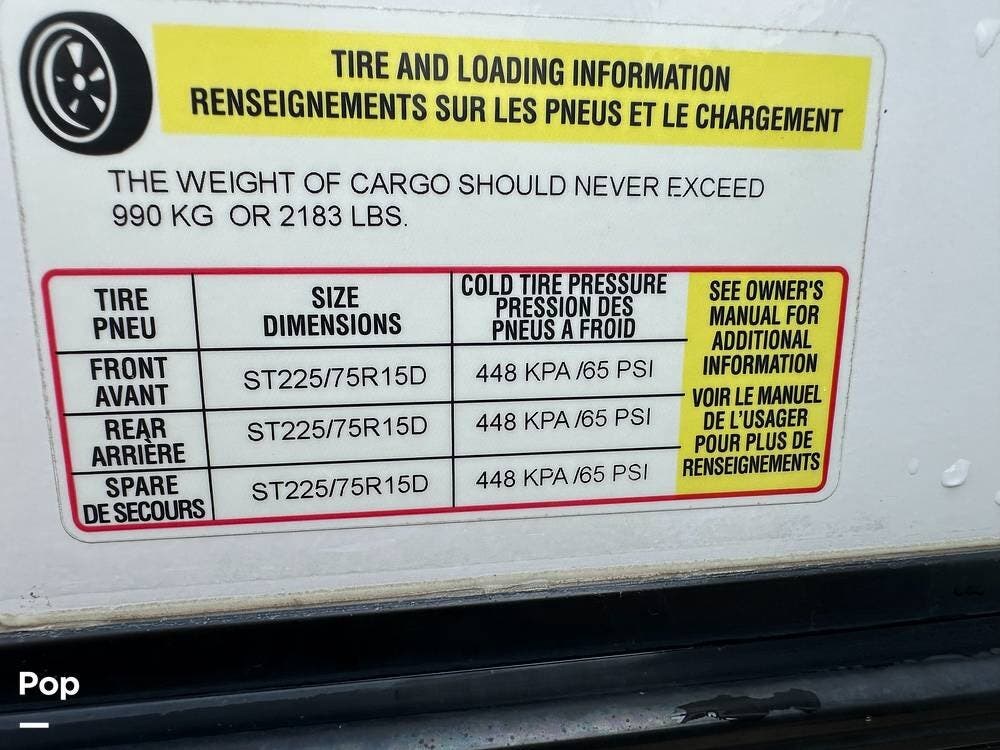 TIRE AND LOADING INFORMATION
RENSEIGNEMENTS SUR LES PNEUS ET LE CHARGEMENT
THE WEIGHT OF CARGO SHOULD NEVER EXCEED
990 KG OR 2183 LBS.
TIRE
PNEU
SIZE
DIMENSIONS
COLD TIRE PRESSURE
PRESSION DES
PNEUS A FROID
FRONT
AVANT
ST225/75R15D
448 KPA /65 PSI
REAR
ARRIÈRE
ST225/75R15D
448 KPA /65 PSI
SPARE
DE SECOURS
ST225/75R15D
448 KPA /65 PSI
SEE OWNER'S
MANUAL FOR
ADDITIONAL
INFORMATION
VOIR LE MANUEL
DE L'USAGER
POUR PLUS DE
RENSEIGNEMENTS
Pop